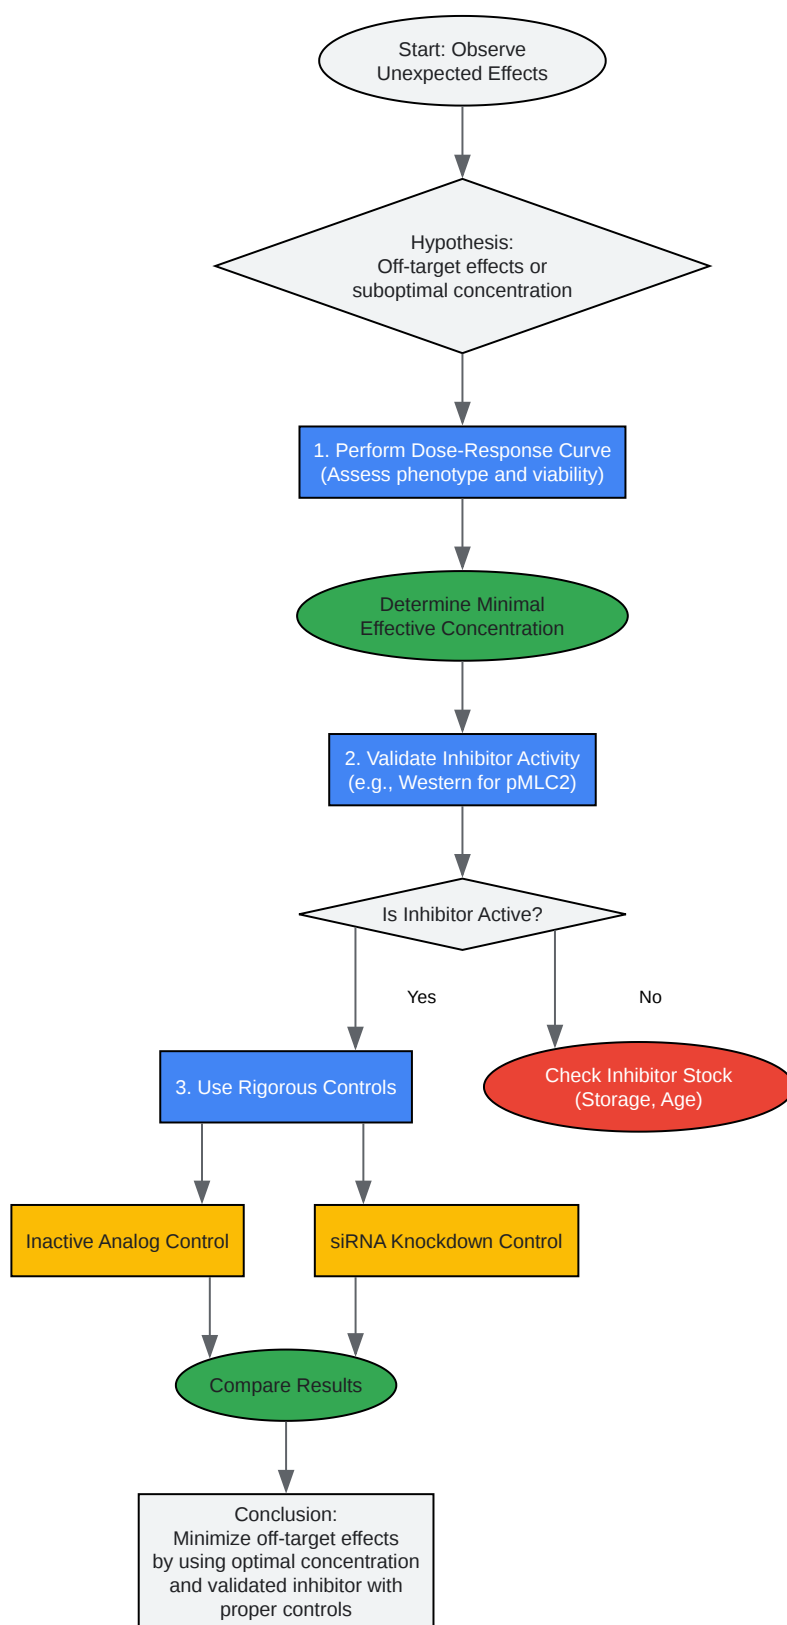 Start: Observe
Unexpected Effects
Hypothesis:
Off-target effects or
suboptimal concentration
1. Perform Dose-Response Curve
(Assess phenotype and viability)
Determine Minimal
Effective Concentration
2. Validate Inhibitor Activity
(e.g., Western for pMLC2)
Is Inhibitor Active?
Yes
No
3. Use Rigorous Controls
Check Inhibitor Stock
(Storage, Age)
Inactive Analog Control
siRNA Knockdown Control
Compare Results
Conclusion:
Minimize off-target effects
by using optimal concentration
and validated inhibitor with
proper controls